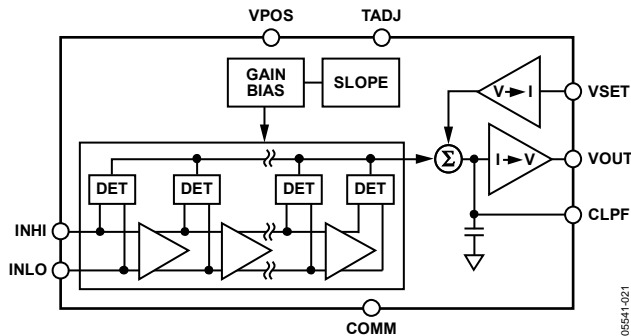 VPOS TADJ
GAIN
BIAS
SLOPE
V I
VSET
Σ
I V
VOUT
DET DET DET DET
CLPF
INHI
INLO
COMM
05541-021